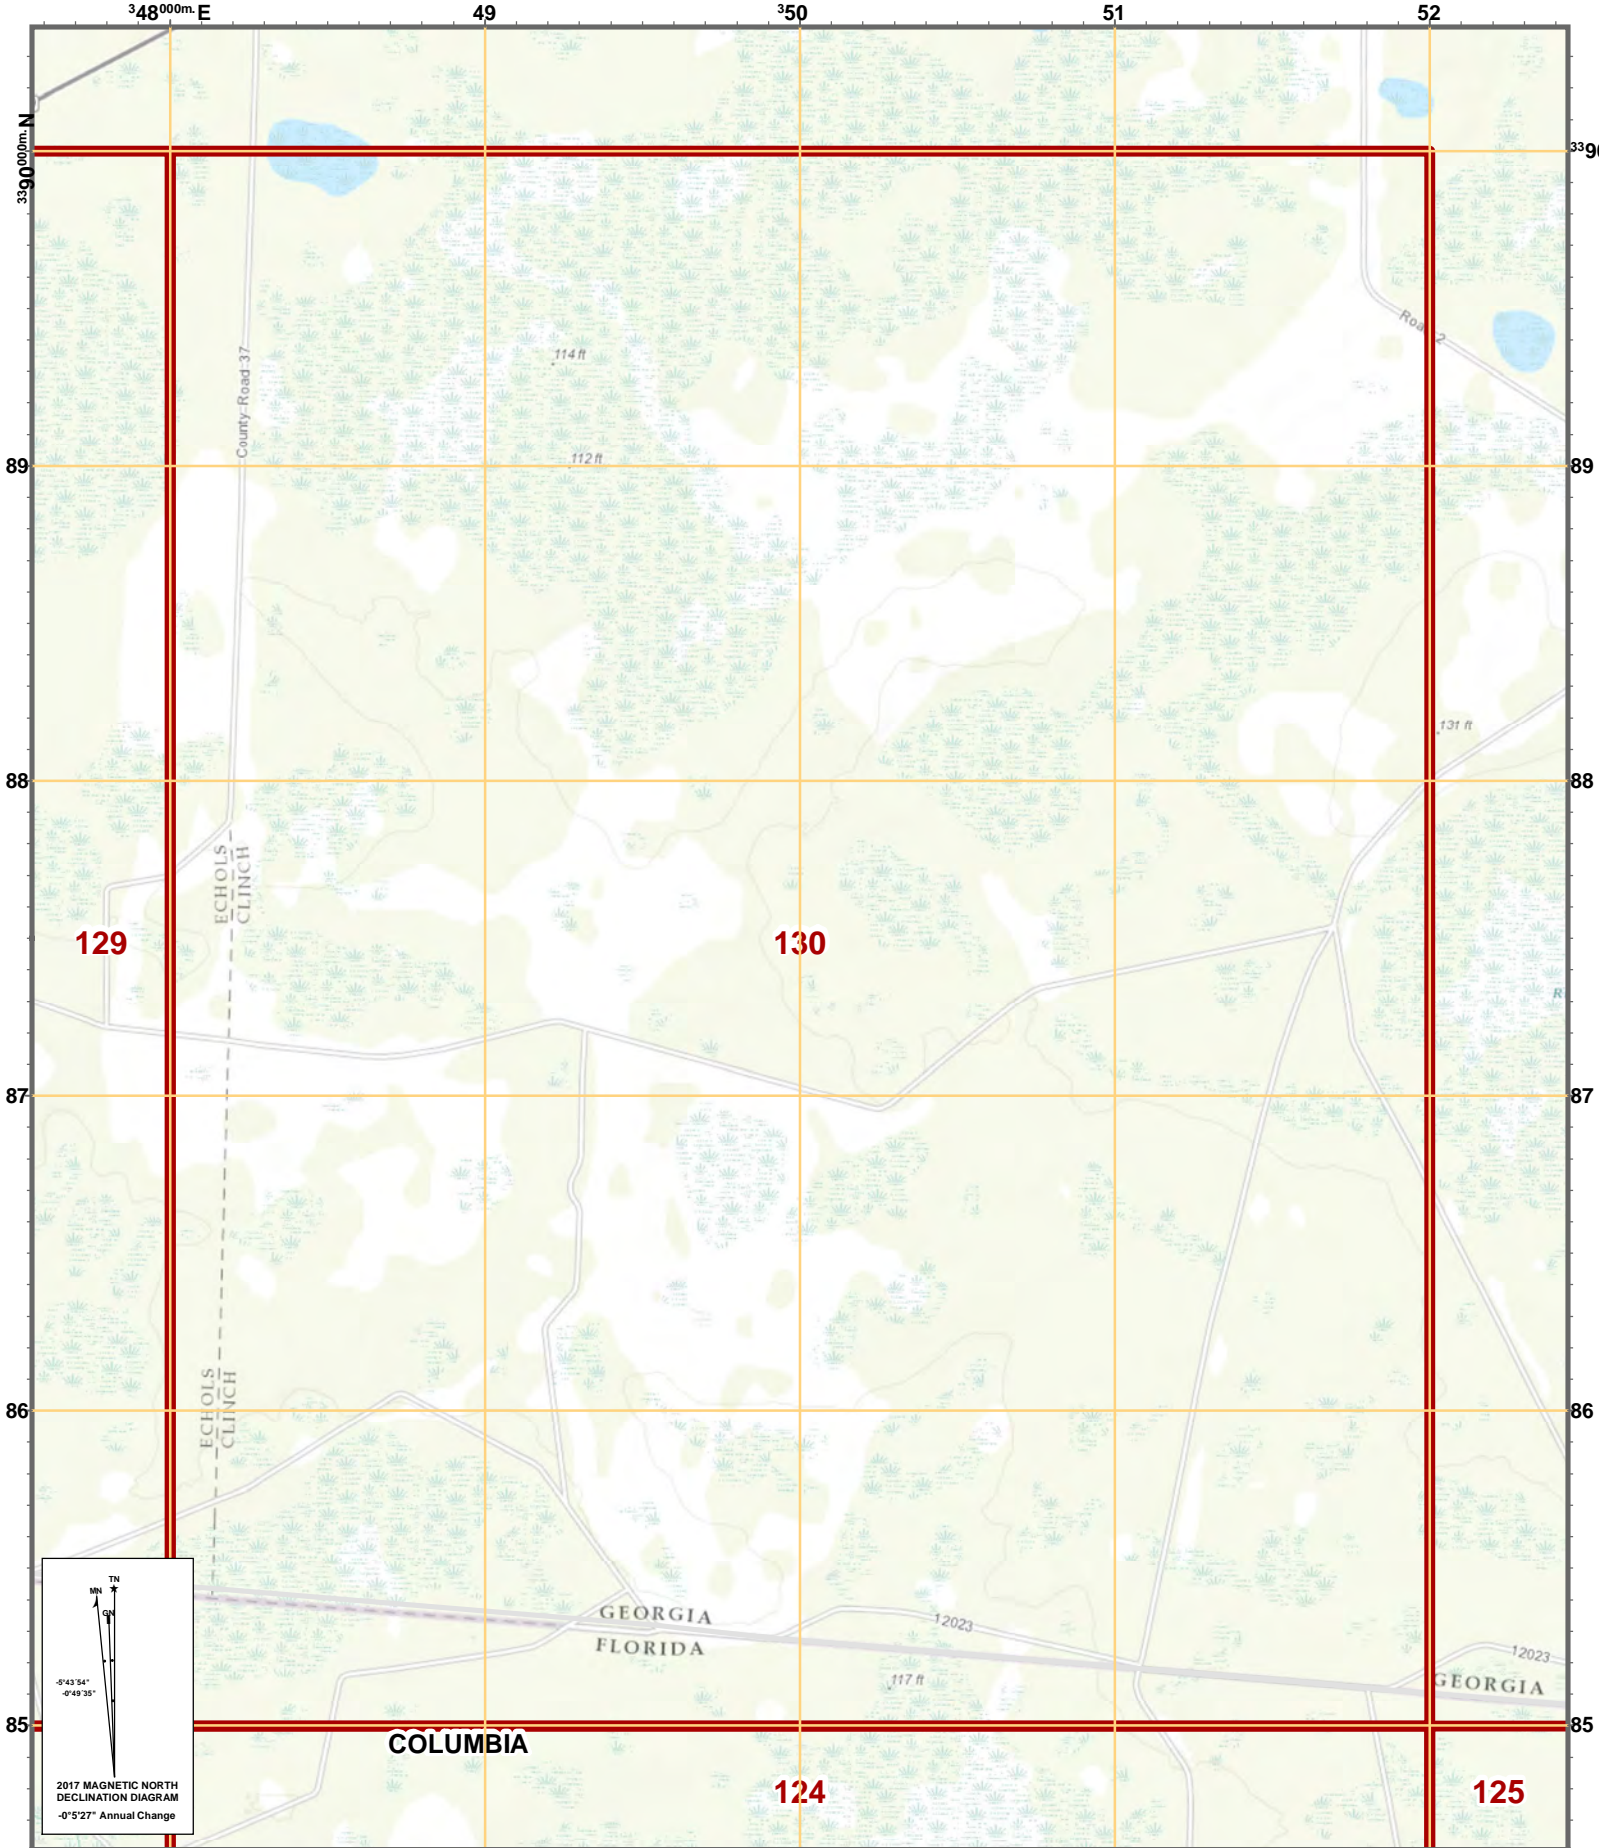 348000m. E 49 350 51 52
3390000m. N
3390
Road 2
County Road 37
114 ft
112 ft
89 89
131 ft
88 88
ECHOLS
CLINCH
129 130
R
87 87
ECHOLS
CLINCH
86 86
GEORGIA
FLORIDA
12023
12023
117 ft
GEORGIA
85 85
COLUMBIA
124 125
TN
MN
GN
-5°43´54"
-0°49´35"
2017 MAGNETIC NORTH
DECLINATION DIAGRAM
-0°5'27" Annual Change